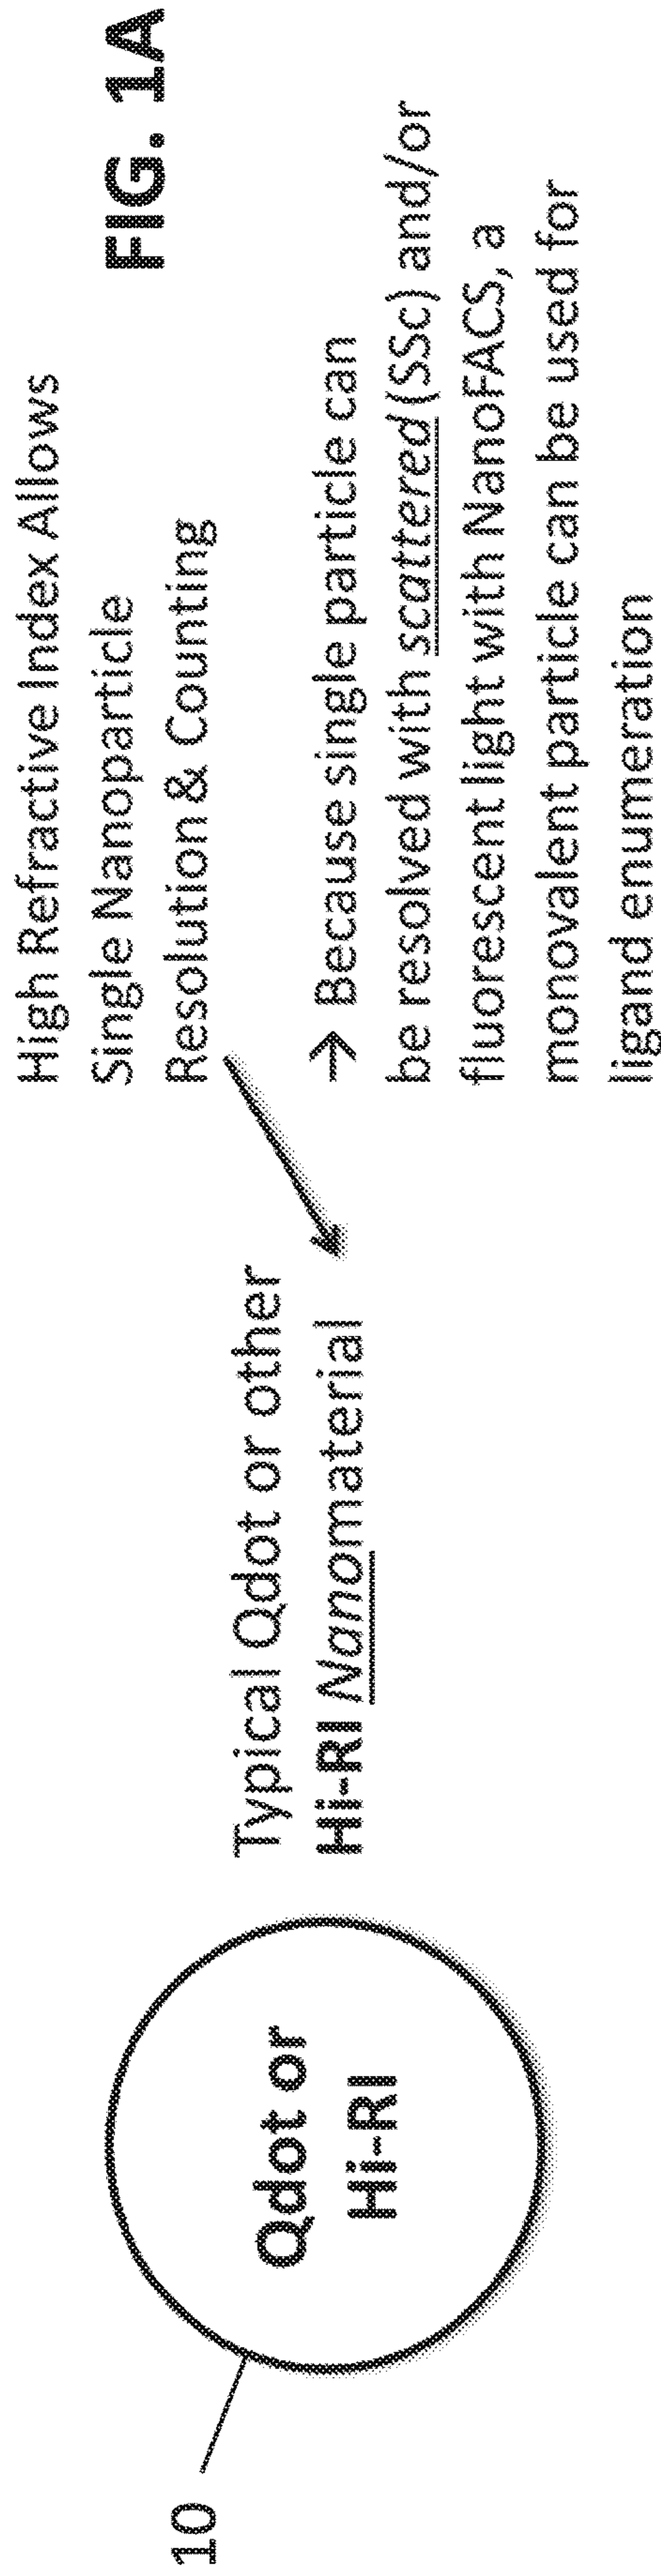 FIG. 1A
High Refractive Index Allows
Single Nanoparticle
Resolution & Counting
→ Because single particle can
be resolved with scattered (SSc) and/or
fluorescent light with NanoFACS, a
monovalent particle can be used for
ligand enumeration
Typical Qdot or other
Hi-RI Nanomaterial
Qdot or
Hi-RI
10